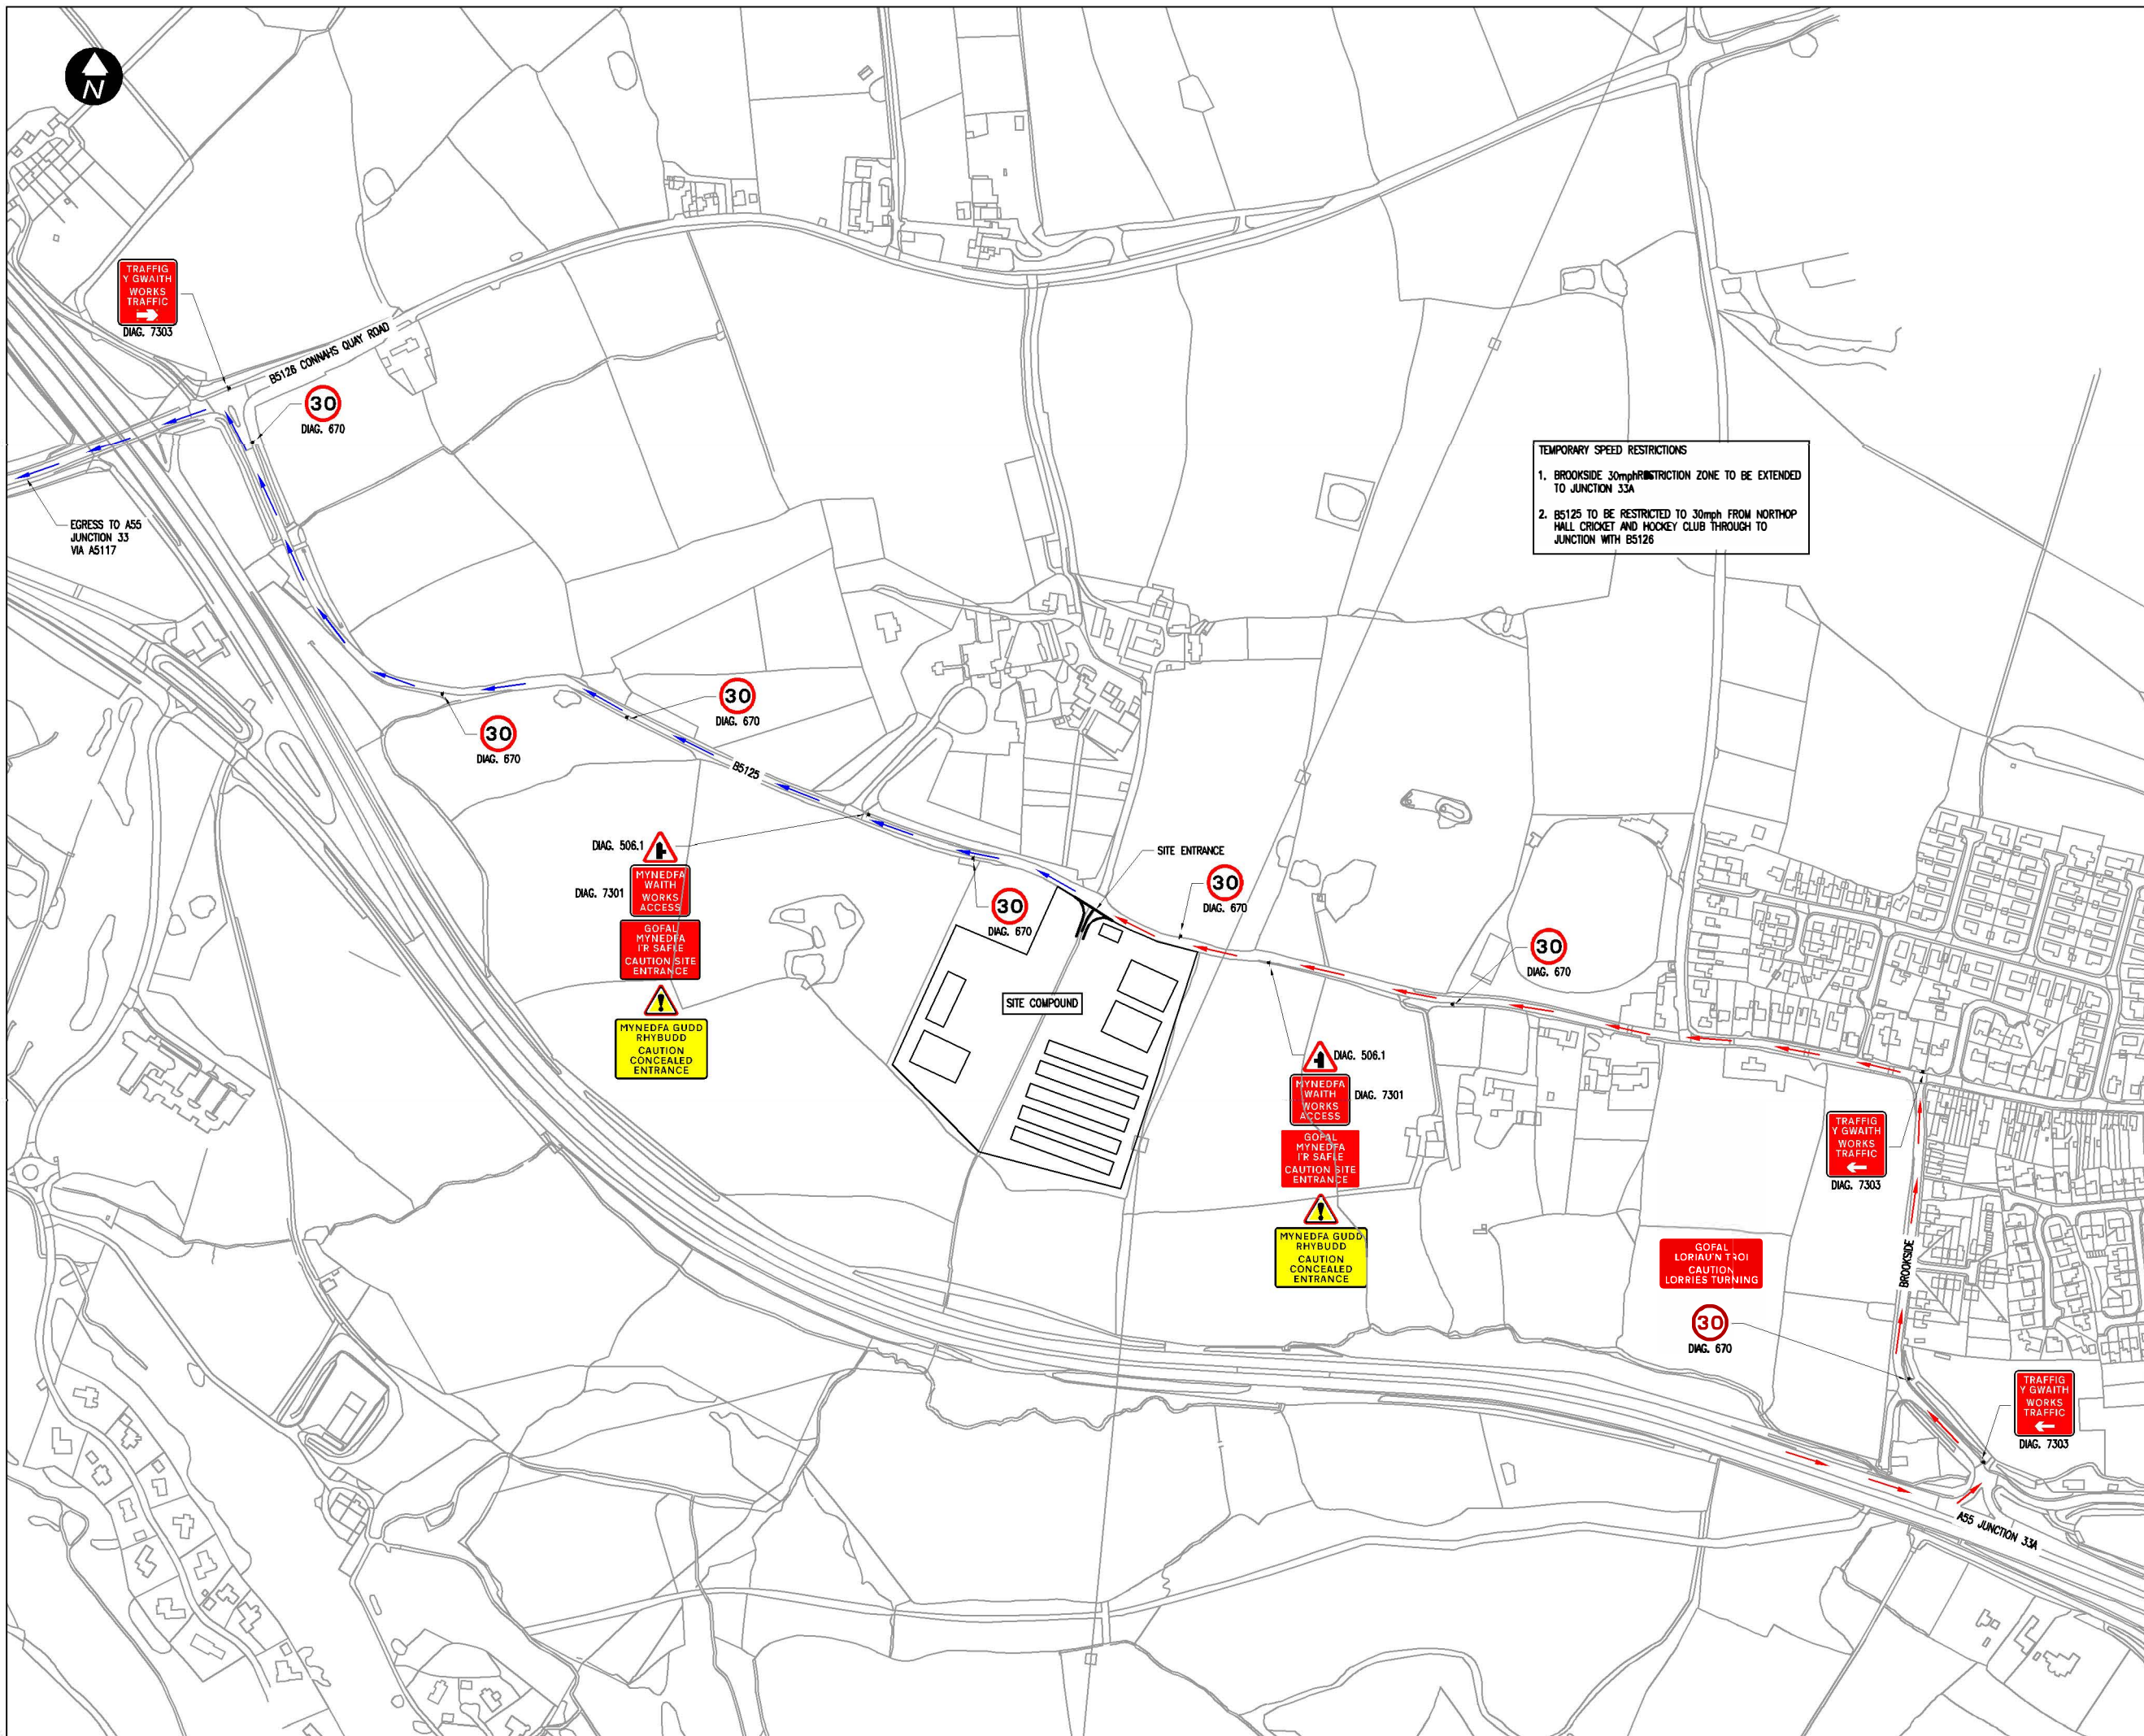 N
TRAFFIG
Y GWAITH
WORKS
TRAFFIC
DIAG. 7303
B5126 CONNAHS QUAY ROAD
30
DIAG. 670
EGRESS TO A55
JUNCTION 33
VIA A5117
TEMPORARY SPEED RESTRICTIONS
1. BROOKSIDE 30mphRESTRICTION ZONE TO BE EXTENDED
TO JUNCTION 33A
2. B5125 TO BE RESTRICTED TO 30mph FROM NORTHOP
HALL CRICKET AND HOCKEY CLUB THROUGH TO
JUNCTION WITH B5126
30
DIAG. 670
30
DIAG. 670
B5125
DIAG. 506.1
DIAG. 7301
MYNEDFA
WAITH
WORKS
ACCESS
GOFAL
MYNEDFA
I'R SAFLE
CAUTION SITE
ENTRANCE
MYNEDFA GUDD
RHYBUDD
CAUTION
CONCEALED
ENTRANCE
SITE ENTRANCE
30
DIAG. 670
30
DIAG. 670
30
DIAG. 670
SITE COMPOUND
DIAG. 506.1
MYNEDFA
WAITH
WORKS
ACCESS
DIAG. 7301
GOFAL
MYNEDFA
I'R SAFLE
CAUTION SITE
ENTRANCE
MYNEDFA GUDD
RHYBUDD
CAUTION
CONCEALED
ENTRANCE
TRAFFIG
Y GWAITH
WORKS
TRAFFIC
DIAG. 7303
GOFAL
LORIAU'N TROI
CAUTION
LORRIES TURNING
BROOKSIDE
30
DIAG. 670
TRAFFIG
Y GWAITH
WORKS
TRAFFIC
DIAG. 7303
A55 JUNCTION 33A